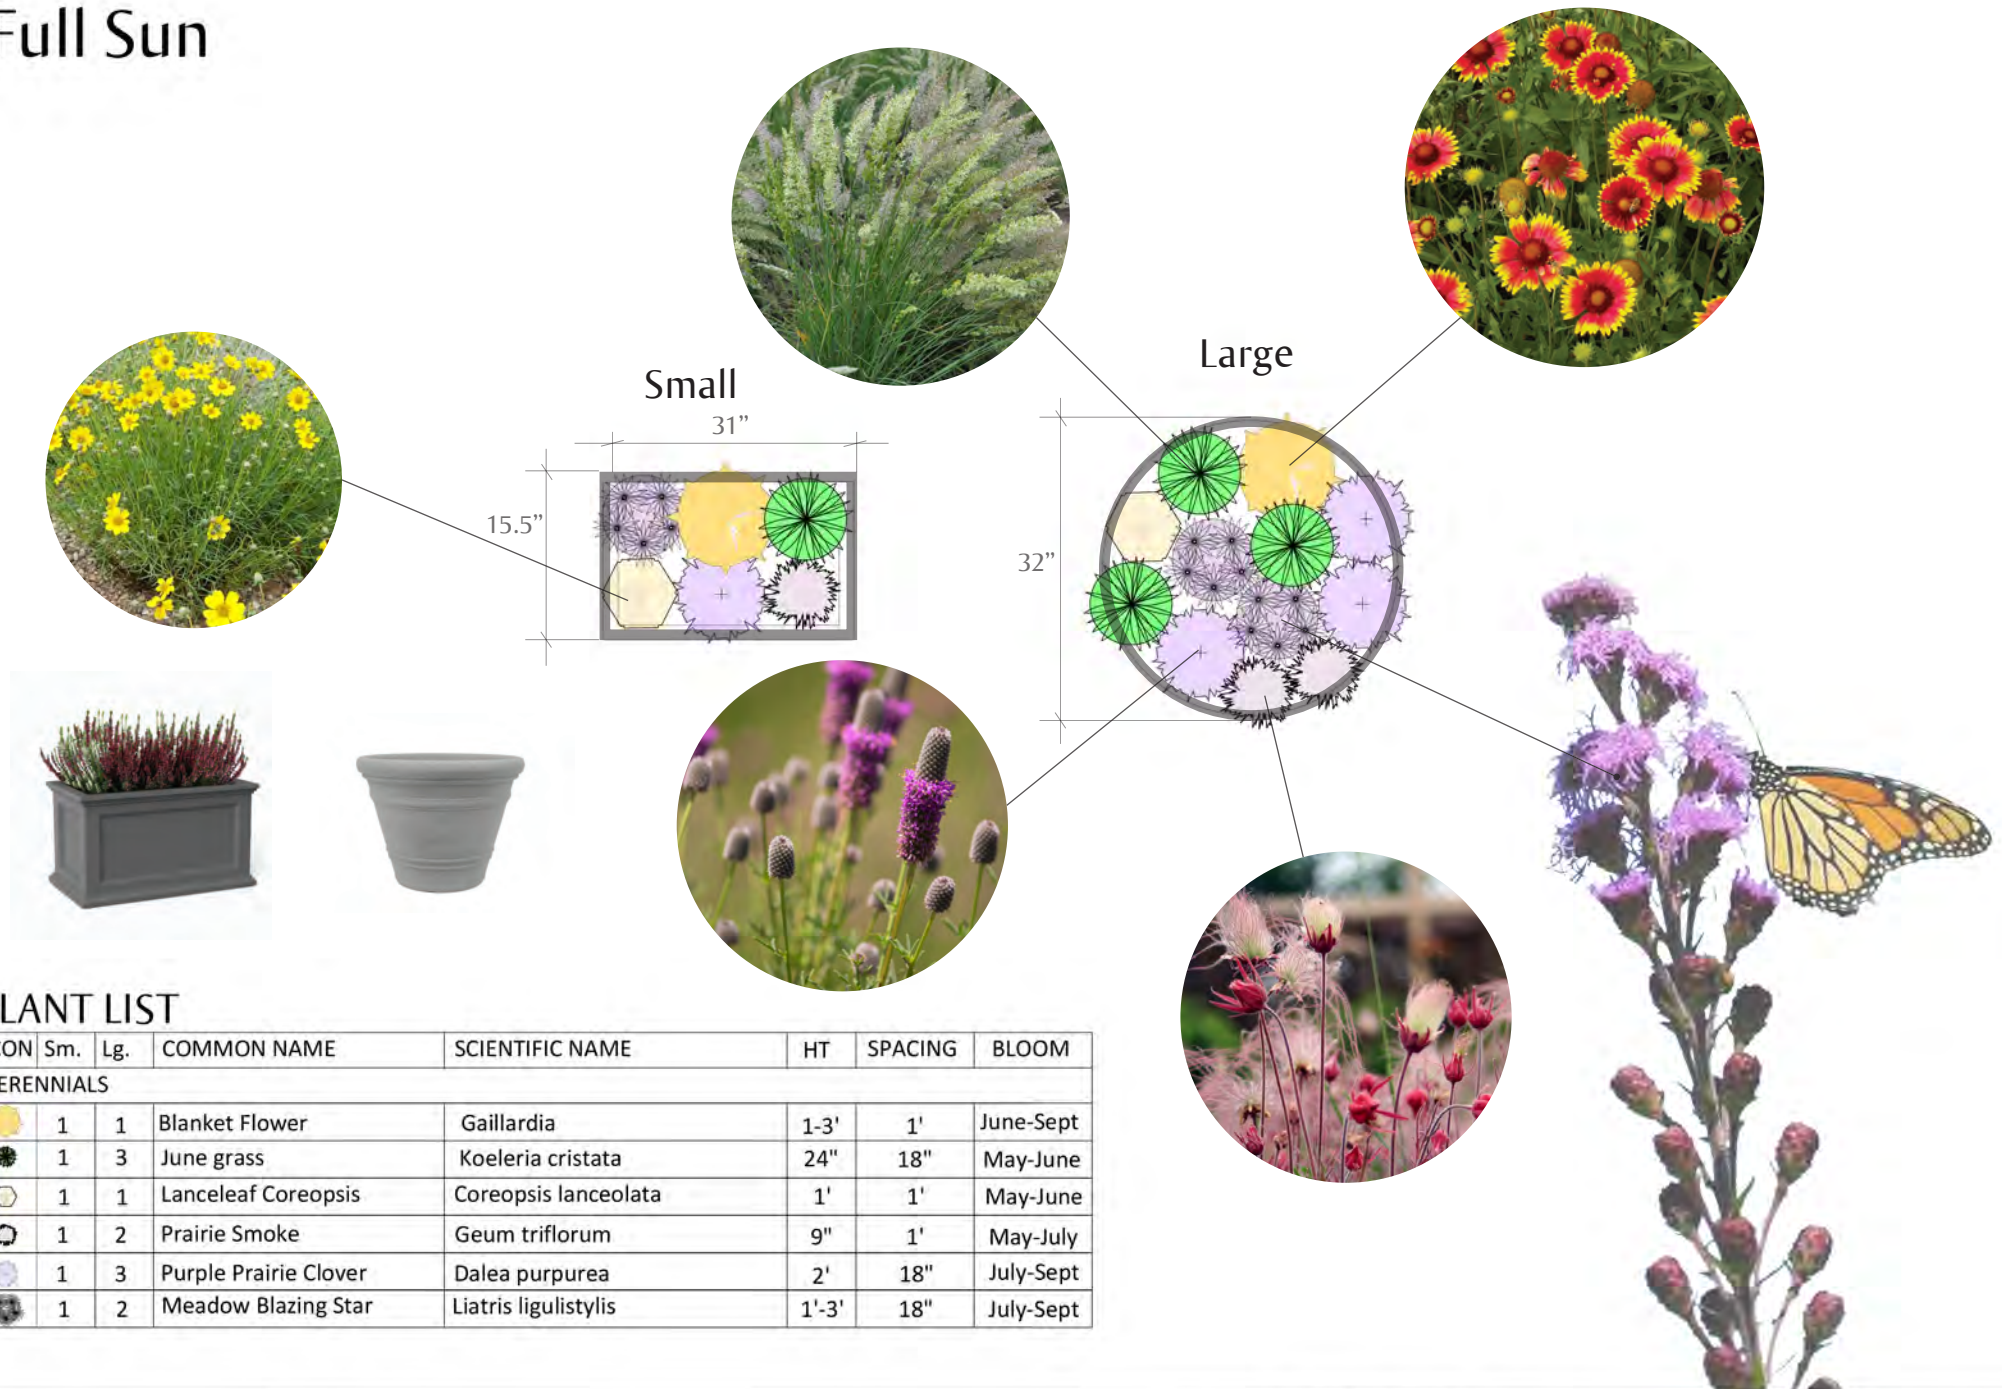 Full Sun
Small
31”
15.5”
Large
32”
LANT LIST
CON Sm. Lg. COMMON NAME SCIENTIFIC NAME HT SPACING BLOOM
ERENNIALS
1 1 Blanket Flower Gaillardia 1-3' 1' June-Sept
1 3 June grass Koeleria cristata 24" 18" May-June
1 1 Lanceleaf Coreopsis Coreopsis lanceolata 1' 1' May-June
1 2 Prairie Smoke Geum triflorum 9" 1' May-July
1 3 Purple Prairie Clover Dalea purpurea 2' 18" July-Sept
1 2 Meadow Blazing Star Liatris ligulistylis 1'-3' 18" July-Sept